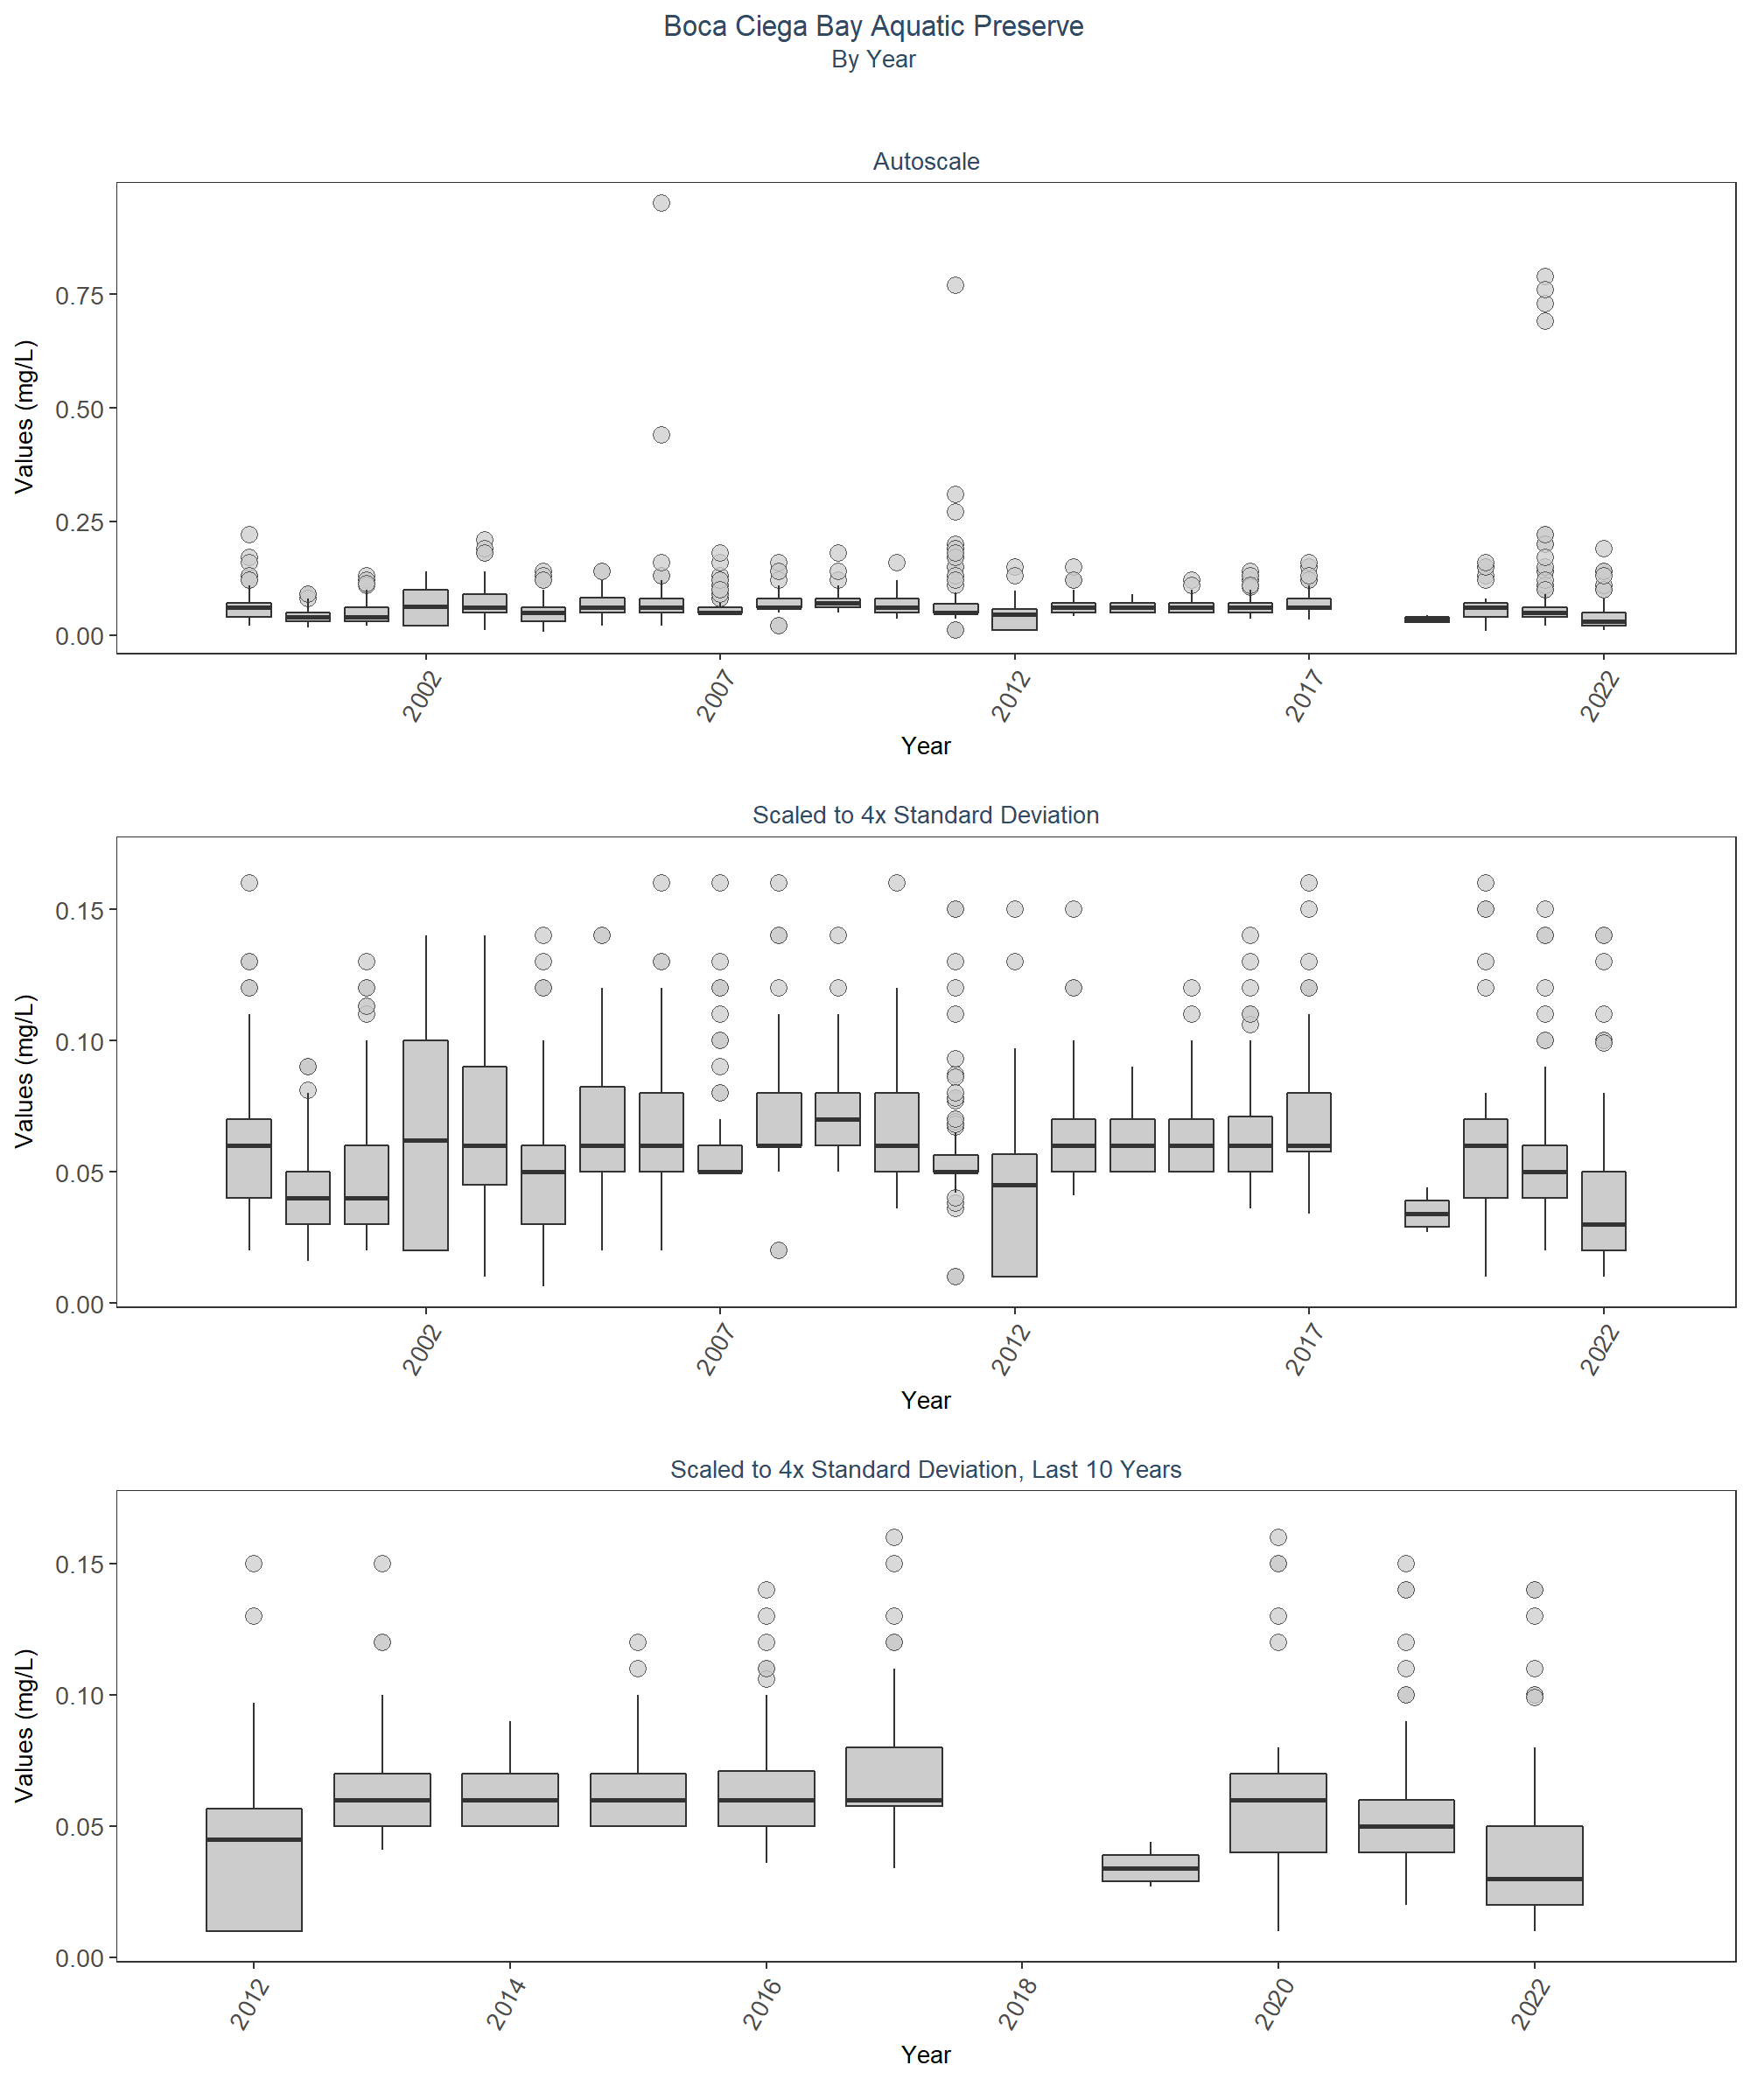 Boca Ciega Bay Aquatic Preserve
By Year
Autoscale
Values (mg/L)
0.75
0.50
0.25
0.00
2002 2007 2012 2017 2022
Year
Scaled to 4x Standard Deviation
Values (mg/L)
0.15
0.10
0.05
0.00
2002 2007 2012 2017 2022
Year
Scaled to 4x Standard Deviation, Last 10 Years
Values (mg/L)
0.15
0.10
0.05
0.00
2012 2014 2016 2018 2020 2022
Year